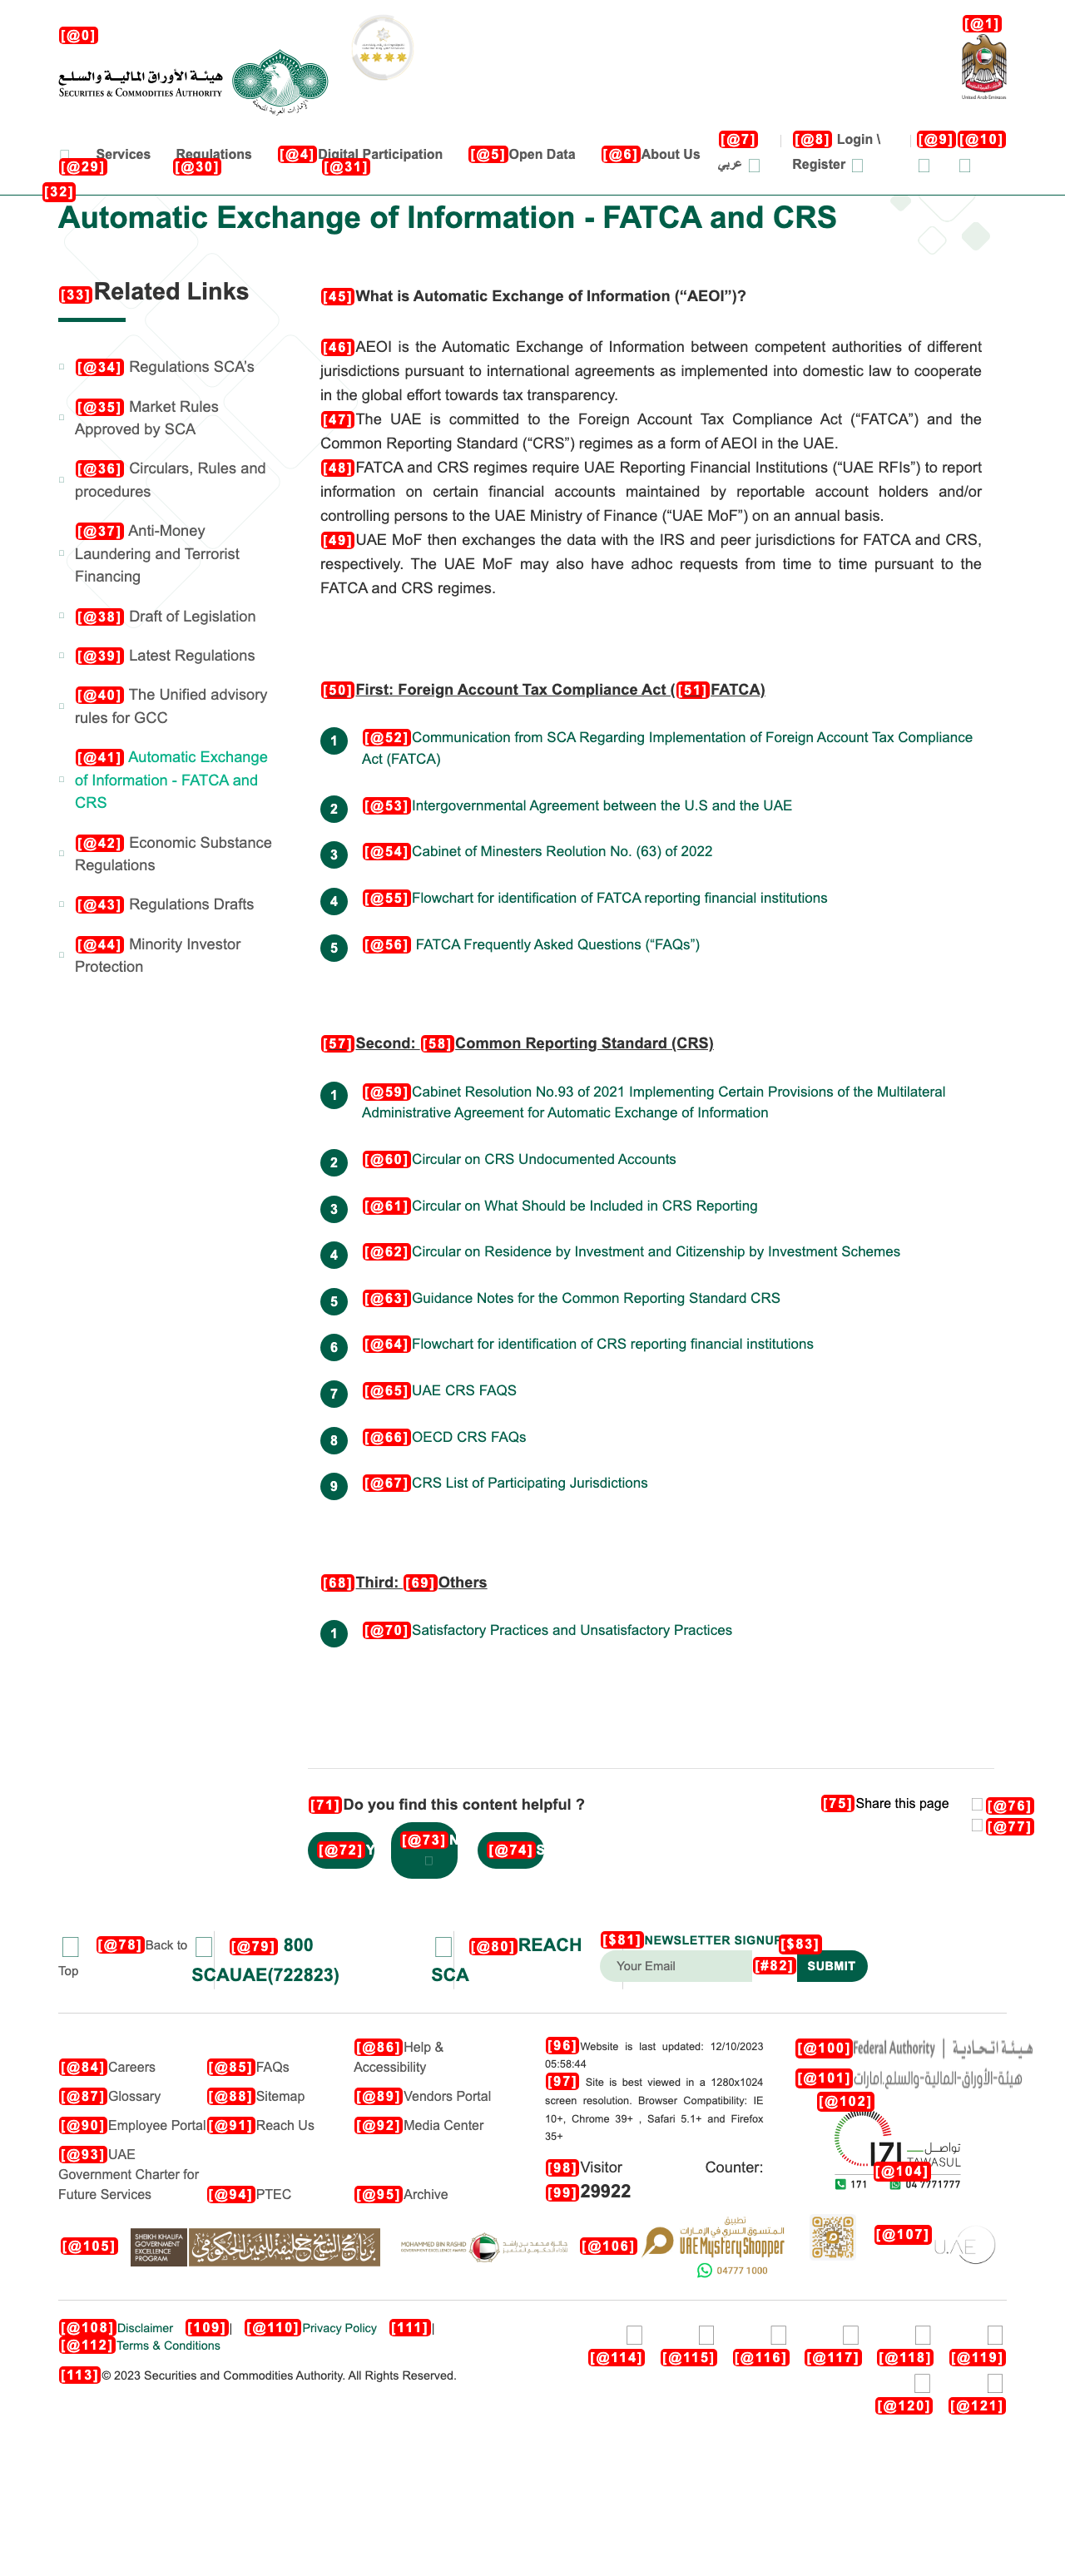 [@0]
[@1]
هيئة الأوراق المالية والسلع
SECURITIES & COMMODITIES AUTHORITY
United Arab Emirates
Services Regulations [@4]Digital Participation [@5]Open Data [@6]About Us [@7] عربي [@8] Login \ Register [@9][@10]
[@29] [@30] [@31]
[32]
Automatic Exchange of Information - FATCA and CRS
[33]Related Links
[@34] Regulations SCA's
[@35] Market Rules
Approved by SCA
[@36] Circulars, Rules and
procedures
[@37] Anti-Money
Laundering and Terrorist
Financing
[@38] Draft of Legislation
[@39] Latest Regulations
[@40] The Unified advisory
rules for GCC
[@41] Automatic Exchange
of Information - FATCA and
CRS
[@42] Economic Substance
Regulations
[@43] Regulations Drafts
[@44] Minority Investor
Protection
[45]What is Automatic Exchange of Information (“AEOI”)?
[46]AEOI is the Automatic Exchange of Information between competent authorities of different
jurisdictions pursuant to international agreements as implemented into domestic law to cooperate
in the global effort towards tax transparency.
[47]The UAE is committed to the Foreign Account Tax Compliance Act (“FATCA”) and the
Common Reporting Standard (“CRS”) regimes as a form of AEOI in the UAE.
[48]FATCA and CRS regimes require UAE Reporting Financial Institutions (“UAE RFIs”) to report
information on certain financial accounts maintained by reportable account holders and/or
controlling persons to the UAE Ministry of Finance (“UAE MoF”) on an annual basis.
[49]UAE MoF then exchanges the data with the IRS and peer jurisdictions for FATCA and CRS,
respectively. The UAE MoF may also have adhoc requests from time to time pursuant to the
FATCA and CRS regimes.
[50]First: Foreign Account Tax Compliance Act ([51]FATCA)
1 [@52]Communication from SCA Regarding Implementation of Foreign Account Tax Compliance
Act (FATCA)
2 [@53]Intergovernmental Agreement between the U.S and the UAE
3 [@54]Cabinet of Minesters Reolution No. (63) of 2022
4 [@55]Flowchart for identification of FATCA reporting financial institutions
5 [@56] FATCA Frequently Asked Questions (“FAQs”)
[57]Second: [58]Common Reporting Standard (CRS)
1 [@59]Cabinet Resolution No.93 of 2021 Implementing Certain Provisions of the Multilateral
Administrative Agreement for Automatic Exchange of Information
2 [@60]Circular on CRS Undocumented Accounts
3 [@61]Circular on What Should be Included in CRS Reporting
4 [@62]Circular on Residence by Investment and Citizenship by Investment Schemes
5 [@63]Guidance Notes for the Common Reporting Standard CRS
6 [@64]Flowchart for identification of CRS reporting financial institutions
7 [@65]UAE CRS FAQS
8 [@66]OECD CRS FAQs
9 [@67]CRS List of Participating Jurisdictions
[68]Third: [69]Others
1 [@70]Satisfactory Practices and Unsatisfactory Practices
[71]Do you find this content helpful ?
[@72]Y [@73]N [@74]S
[75]Share this page [@76]
[@77]
[@78]Back to
Top
[@79] 800
SCAUAE(722823)
[@80]REACH
SCA
[$81]NEWSLETTER SIGNUP [$83]
Your Email [#82] SUBMIT
[@84]Careers [@85]FAQs [@86]Help &
Accessibility
[@87]Glossary [@88]Sitemap [@89]Vendors Portal
[@90]Employee Portal [@91]Reach Us [@92]Media Center
[@93]UAE
Government Charter for
Future Services [@94]PTEC [@95]Archive
[96]Website is last updated: 12/10/2023
05:58:44
[97] Site is best viewed in a 1280x1024
screen resolution. Browser Compatibility: IE
10+, Chrome 39+ , Safari 5.1+ and Firefox
35+
[98]Visitor Counter:
[99]29922
[@100]Federal Authority | هيئة اتحادية
[@101]هيئة-الأوراق-المالية-والسلع.امارات
[@102]
171 تواصل
TAWASUL
[@104]
171 04 7771777
[@105] SHEIKH KHALIFA
GOVERNMENT
EXCELLENCE
PROGRAM برنامج الشيخ خليفة للتميز الحكومي
[@106] تطبيق
المتسوق السري في الإمارات
UAE Mystery Shopper
04777 1000
[@107] U.AE
[@108]Disclaimer [109]| [@110]Privacy Policy [111]|
[@112]Terms & Conditions
[113]© 2023 Securities and Commodities Authority. All Rights Reserved.
[@114] [@115] [@116] [@117] [@118] [@119]
[@120] [@121]